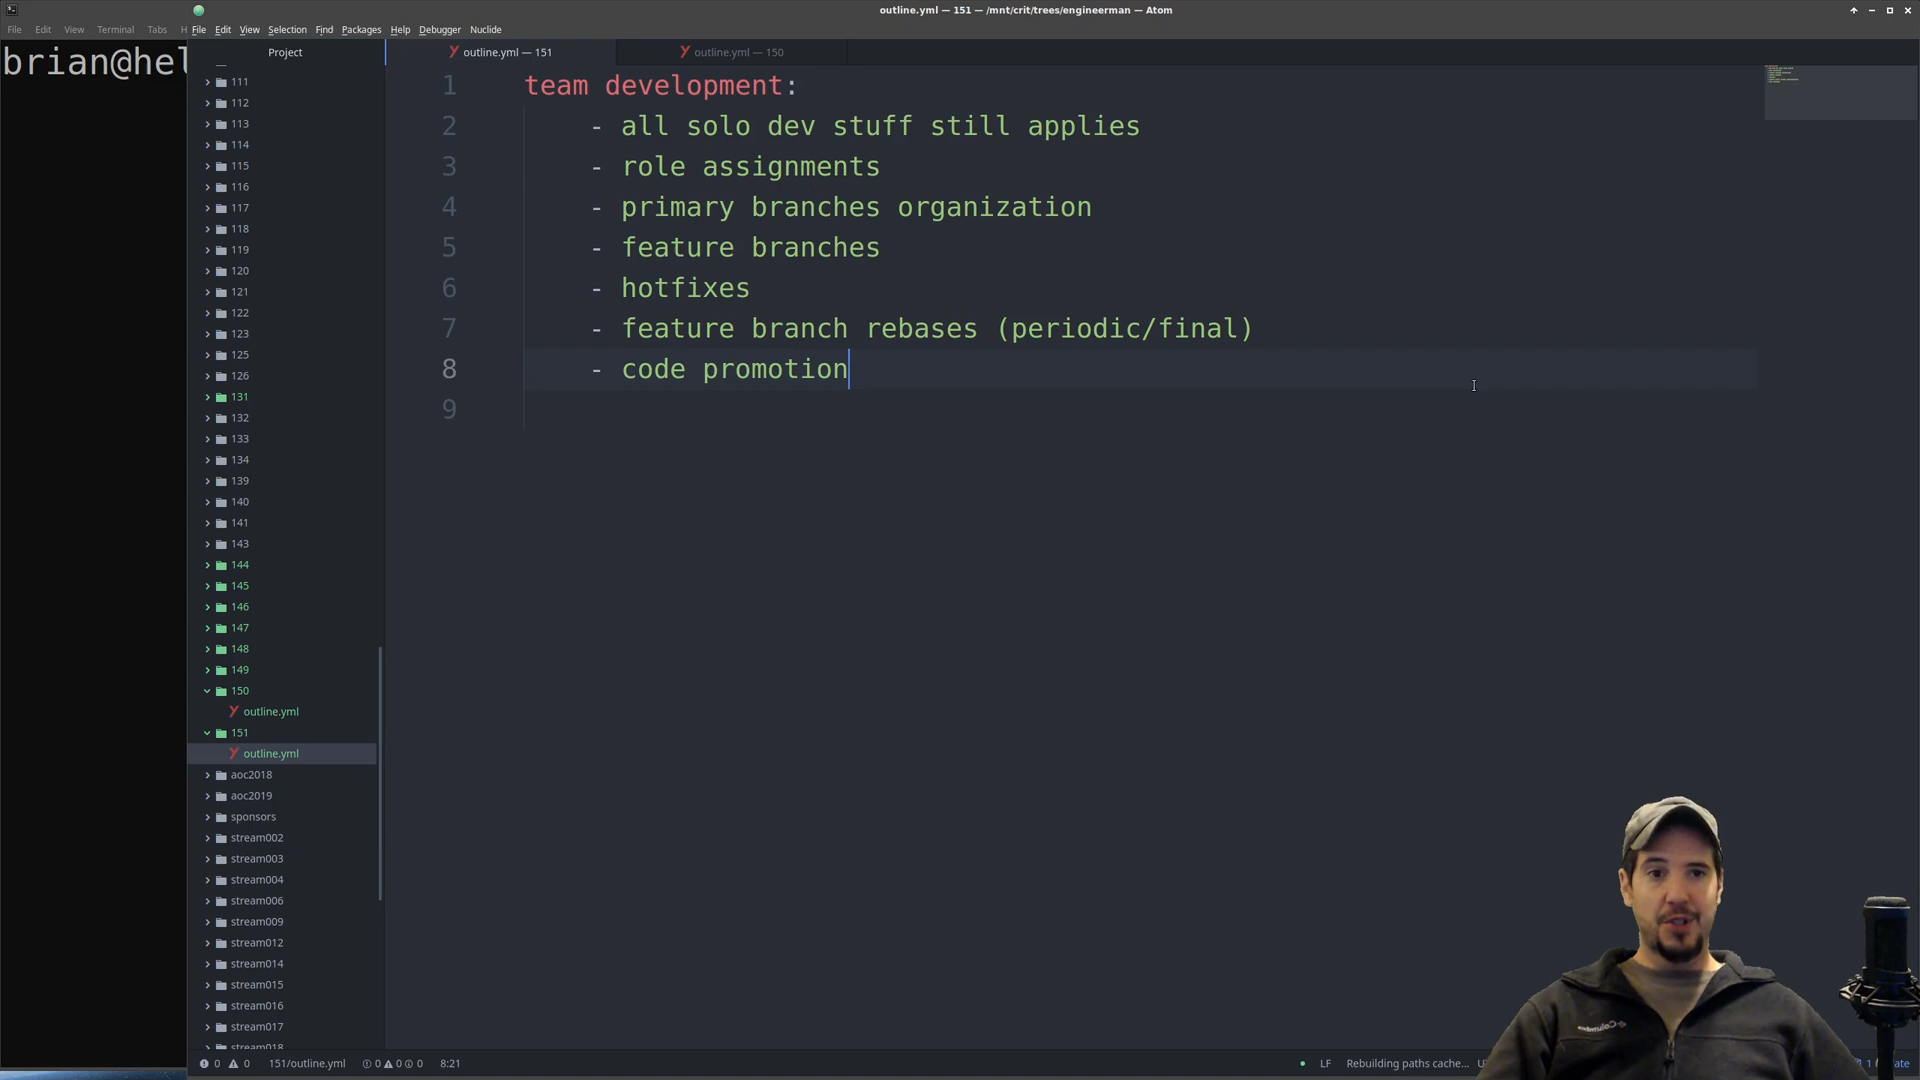 outline.yml — 151 — /mnt/crit/trees/engineerman — Atom
File Edit View Terminal Tabs H
File Edit View Selection Find Packages Help Debugger Nuclide
brian@hel
Project
outline.yml — 151
outline.yml — 150
111
112
113
114
115
116
117
118
119
120
121
122
123
125
126
131
132
133
134
139
140
141
143
144
145
146
147
148
149
150
outline.yml
151
outline.yml
aoc2018
aoc2019
sponsors
stream002
stream003
stream004
stream006
stream009
stream012
stream014
stream015
stream016
stream017
stream018
1 team development:
2 - all solo dev stuff still applies
3 - role assignments
4 - primary branches organization
5 - feature branches
6 - hotfixes
7 - feature branch rebases (periodic/final)
8 - code promotion
9
Columbia
0 0 151/outline.yml 0 0 0 8:21 LF Rebuilding paths cache...